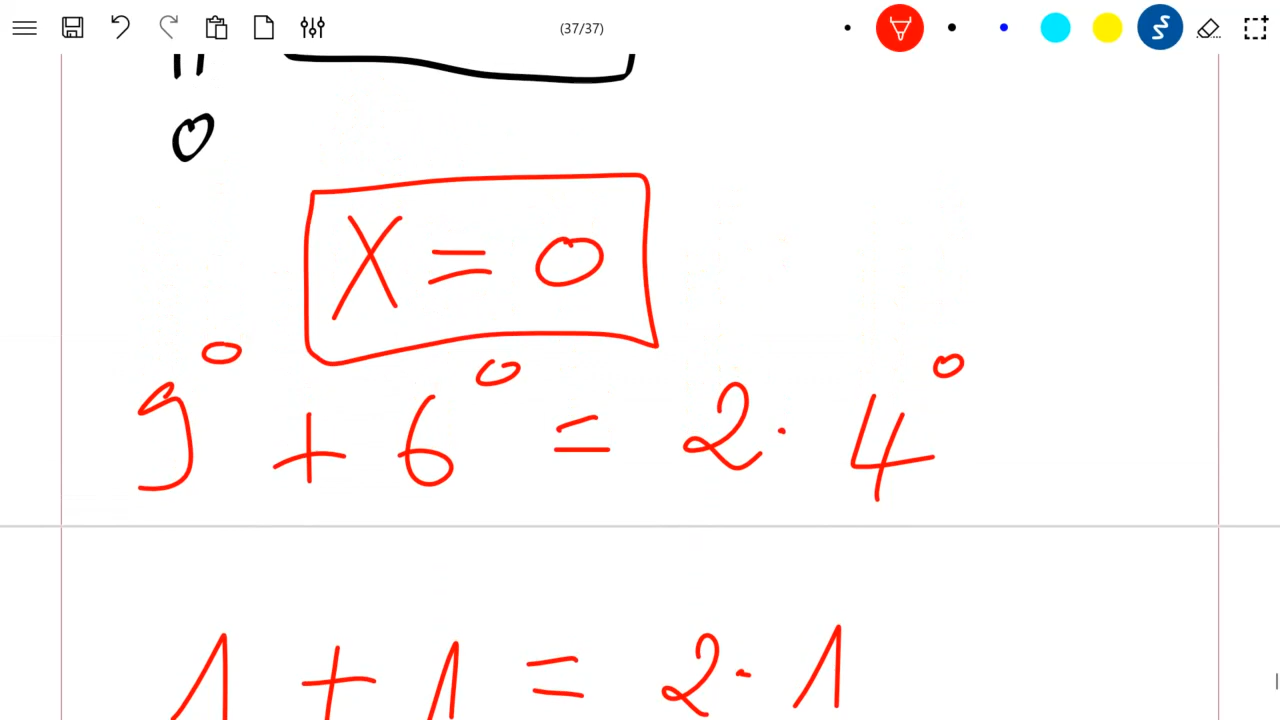 (37/37)
0
X = 0
9⁰ + 6⁰ = 2 · 4⁰
1 + 1 = 2 · 1